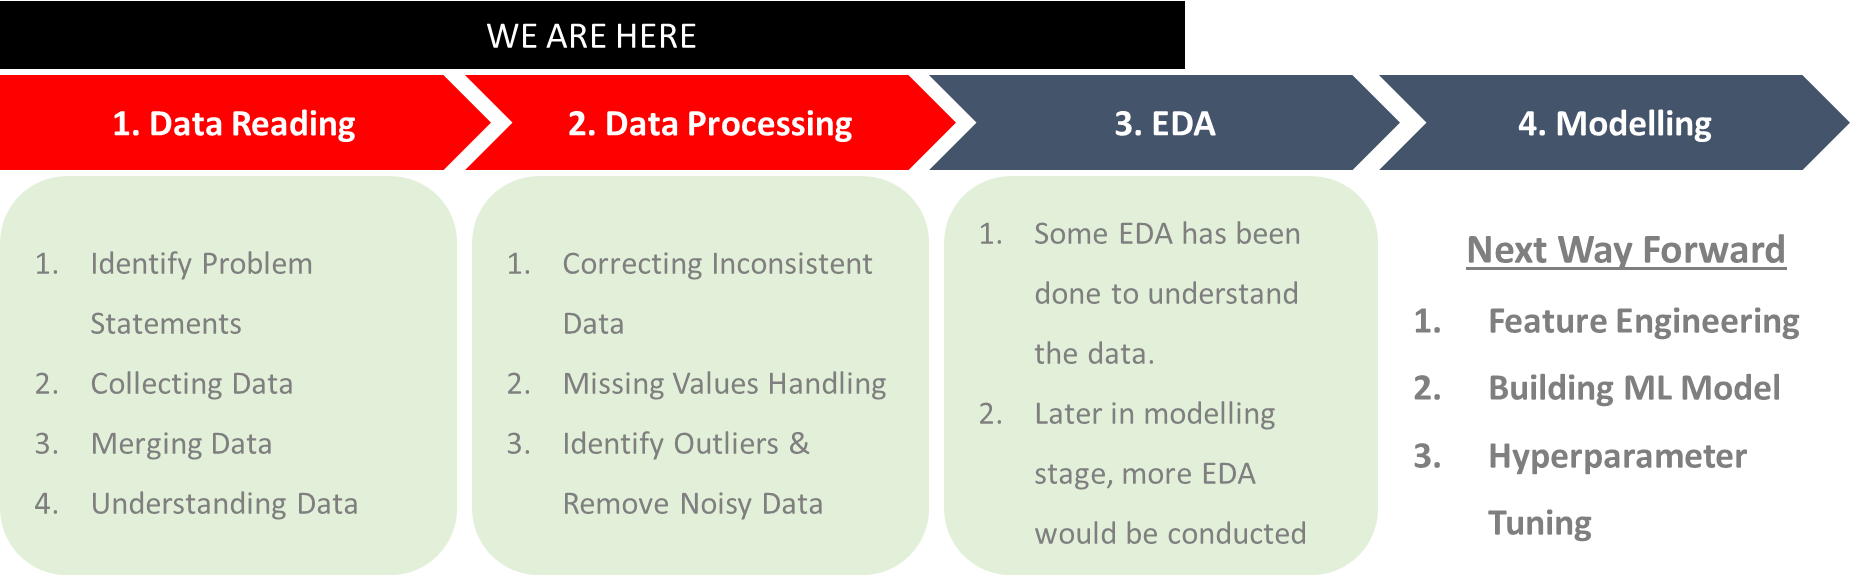 WE ARE HERE
1. Data Reading
2. Data Processing
3. EDA
4. Modelling
1. Identify Problem
Statements
2. Collecting Data
3. Merging Data
4. Understanding Data
1. Correcting Inconsistent
Data
2. Missing Values Handling
3. Identify Outliers &
Remove Noisy Data
1. Some EDA has been
done to understand
the data.
2. Later in modelling
stage, more EDA
would be conducted
Next Way Forward
1. Feature Engineering
2. Building ML Model
3. Hyperparameter
Tuning